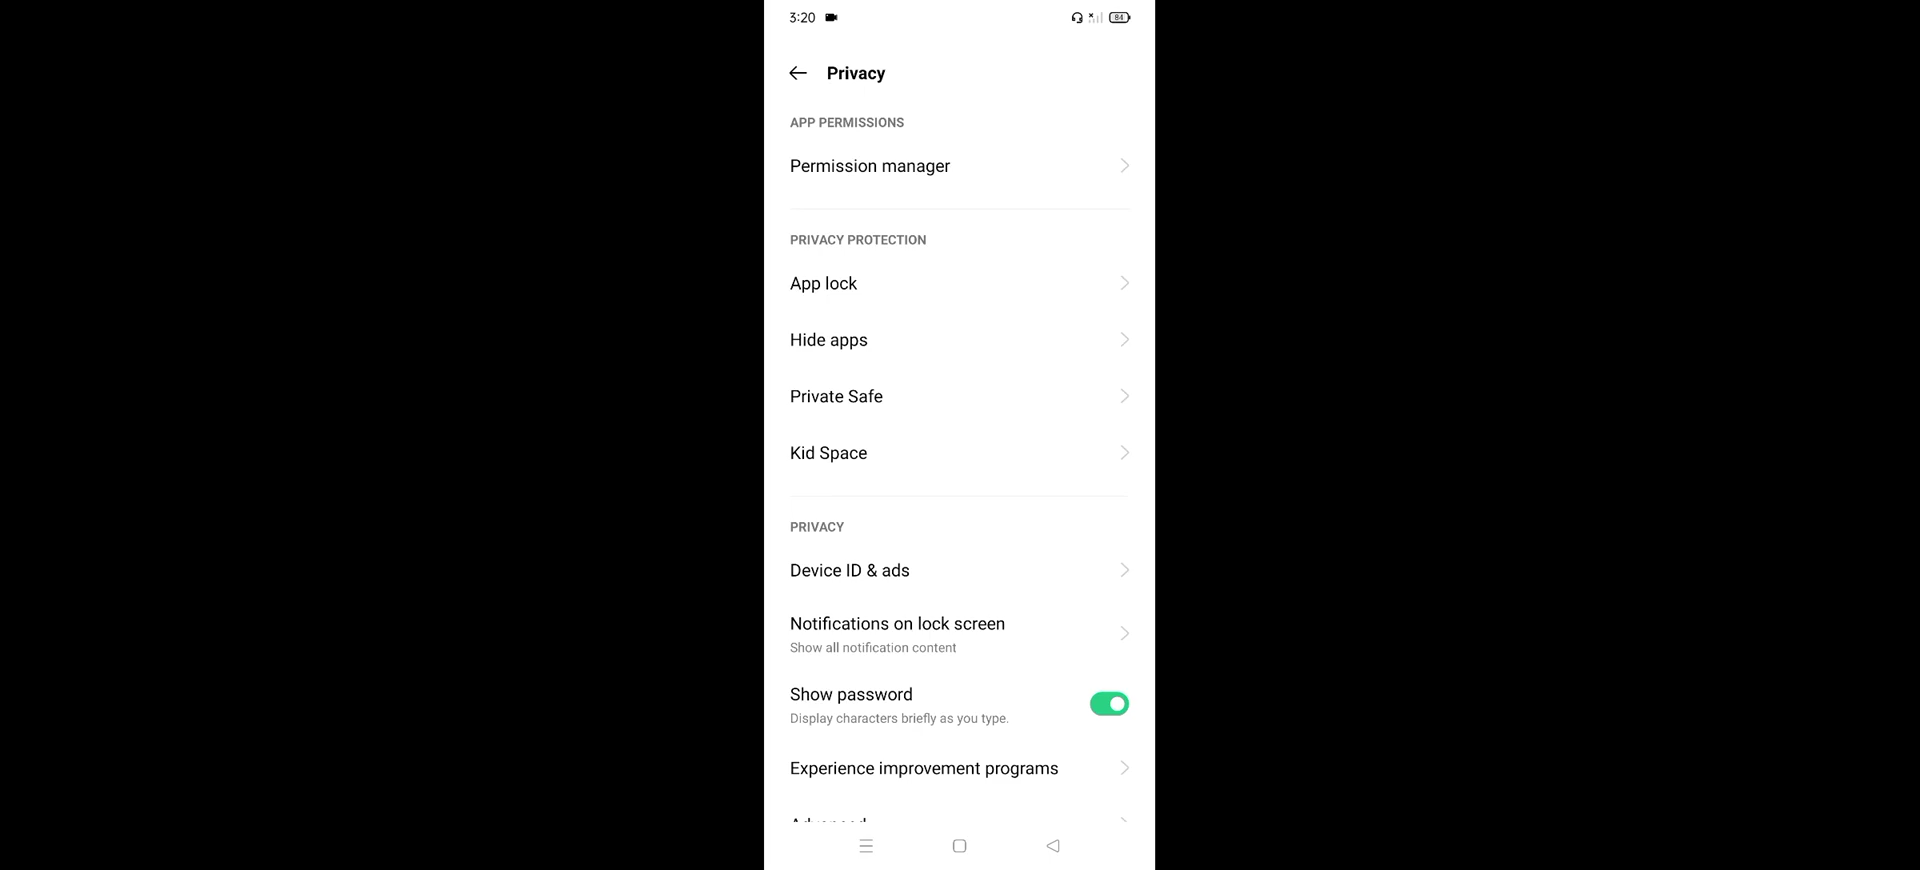 3:20
84
Privacy
APP PERMISSIONS
Permission manager
PRIVACY PROTECTION
App lock
Hide apps
Private Safe
Kid Space
PRIVACY
Device ID & ads
Notifications on lock screen
Show all notification content
Show password
Display characters briefly as you type.
Experience improvement programs
Advanced